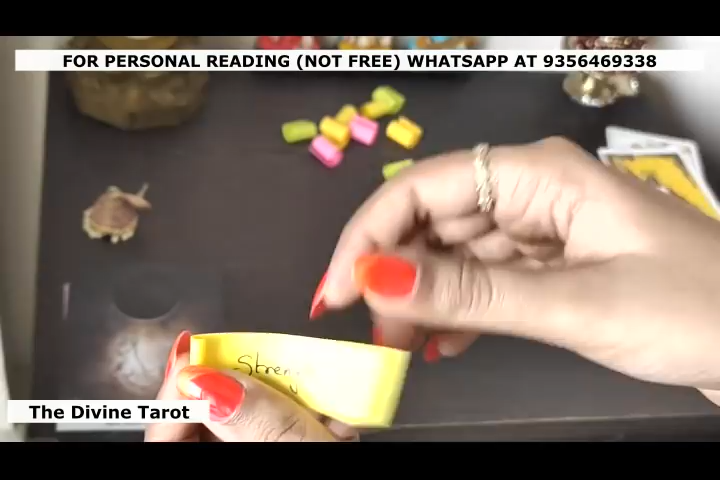 FOR PERSONAL READING (NOT FREE) WHATSAPP AT 9356469338
The Divine Tarot